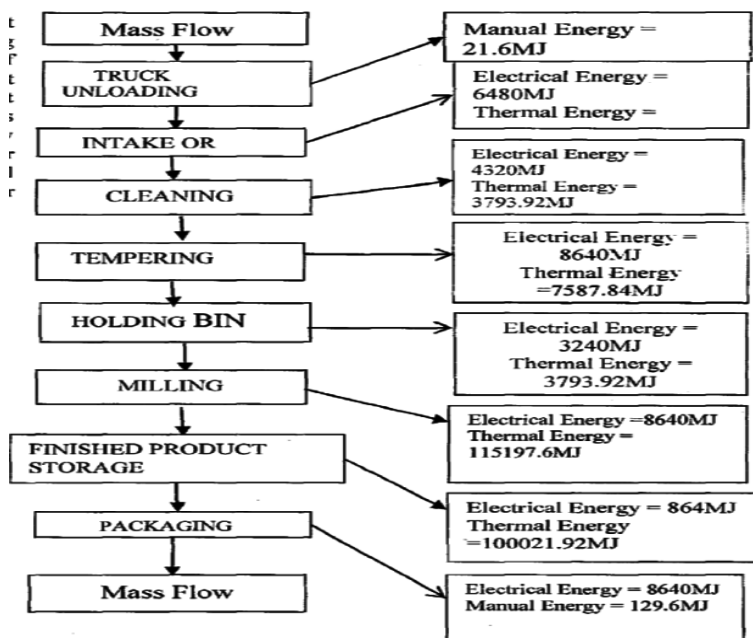 t
g
T
t
t
s
y
r
l
r
Mass Flow
Manual Energy =
21.6MJ
TRUCK
UNLOADING
Electrical Energy =
6480MJ
Thermal Energy =
INTAKE OR
Electrical Energy =
4320MJ
Thermal Energy =
3793.92MJ
CLEANING
TEMPERING
Electrical Energy =
8640MJ
Thermal Energy
=7587.84MJ
HOLDING BIN
Electrical Energy =
3240MJ
Thermal Energy =
3793.92MJ
MILLING
Electrical Energy =8640MJ
Thermal Energy =
115197.6MJ
FINISHED PRODUCT
STORAGE
Electrical Energy = 864MJ
Thermal Energy
=100021.92MJ
PACKAGING
Electrical Energy = 8640MJ
Manual Energy = 129.6MJ
Mass Flow